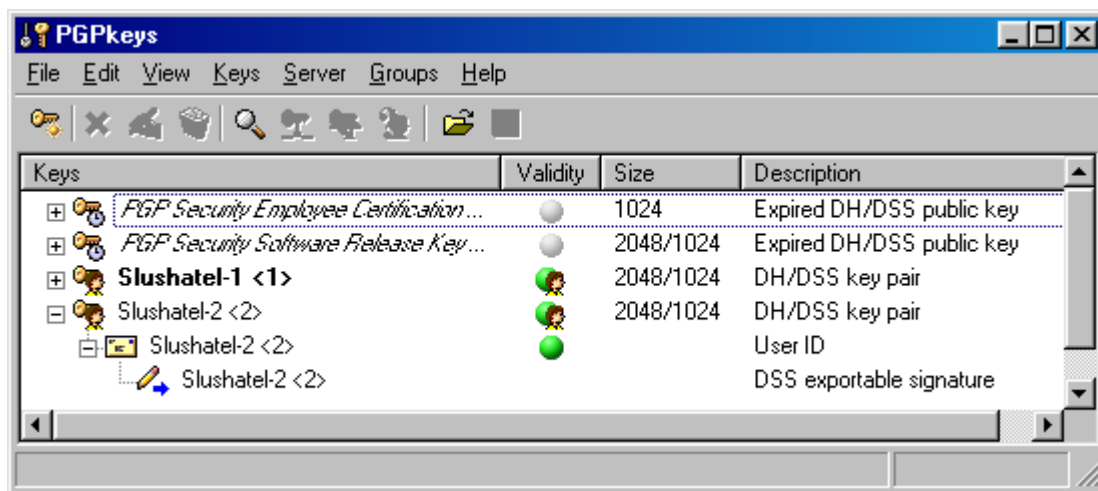 PGPkeys
File Edit View Keys Server Groups Help
Keys Validity Size Description
PGP Security Employee Certification... 1024 Expired DH/DSS public key
PGP Security Software Release Key... 2048/1024 Expired DH/DSS public key
Slushatel-1 <1> 2048/1024 DH/DSS key pair
Slushatel-2 <2> 2048/1024 DH/DSS key pair
Slushatel-2 <2> User ID
Slushatel-2 <2> DSS exportable signature